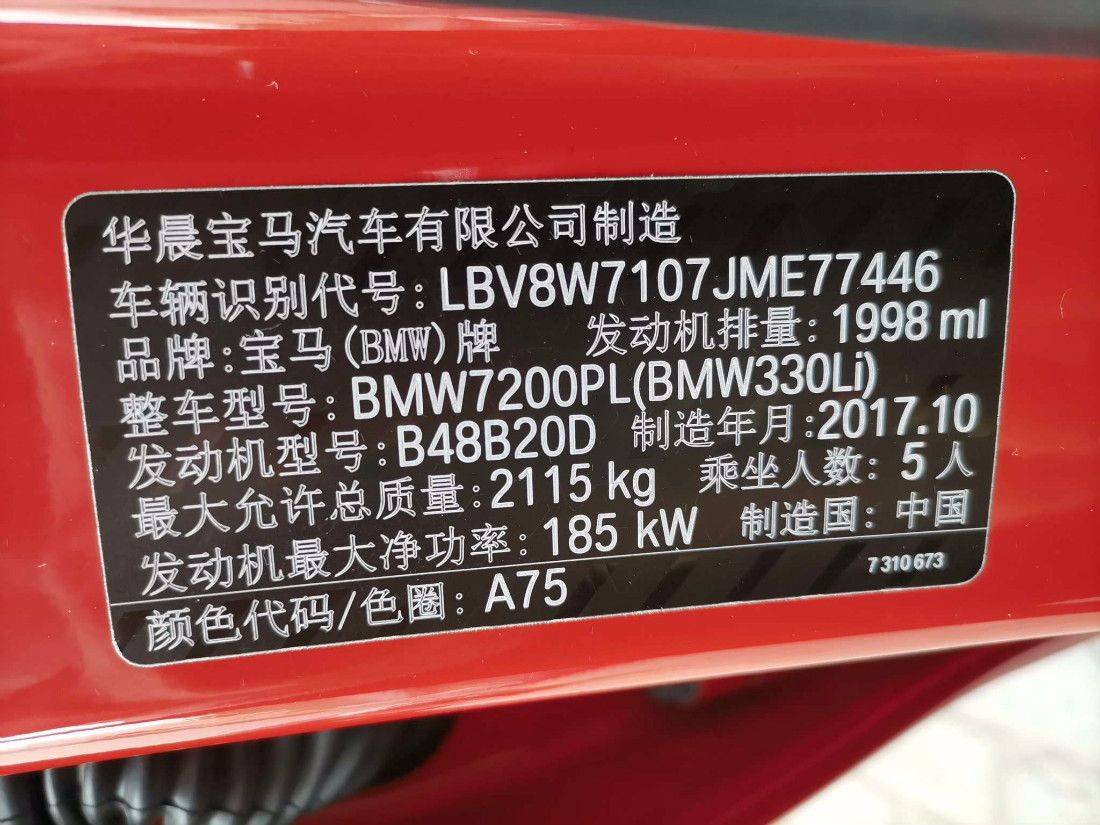 华晨宝马汽车有限公司制造
车辆识别代号:LBV8W7107JME77446
品牌:宝马(BMW)牌 发动机排量:1998 ml
整车型号:BMW7200PL(BMW330Li)
发动机型号:B48B20D 制造年月:2017.10
最大允许总质量:2115 kg 乘坐人数:5人
发动机最大净功率:185 kW 制造国:中国
颜色代码/色圈:A75 7 310 673